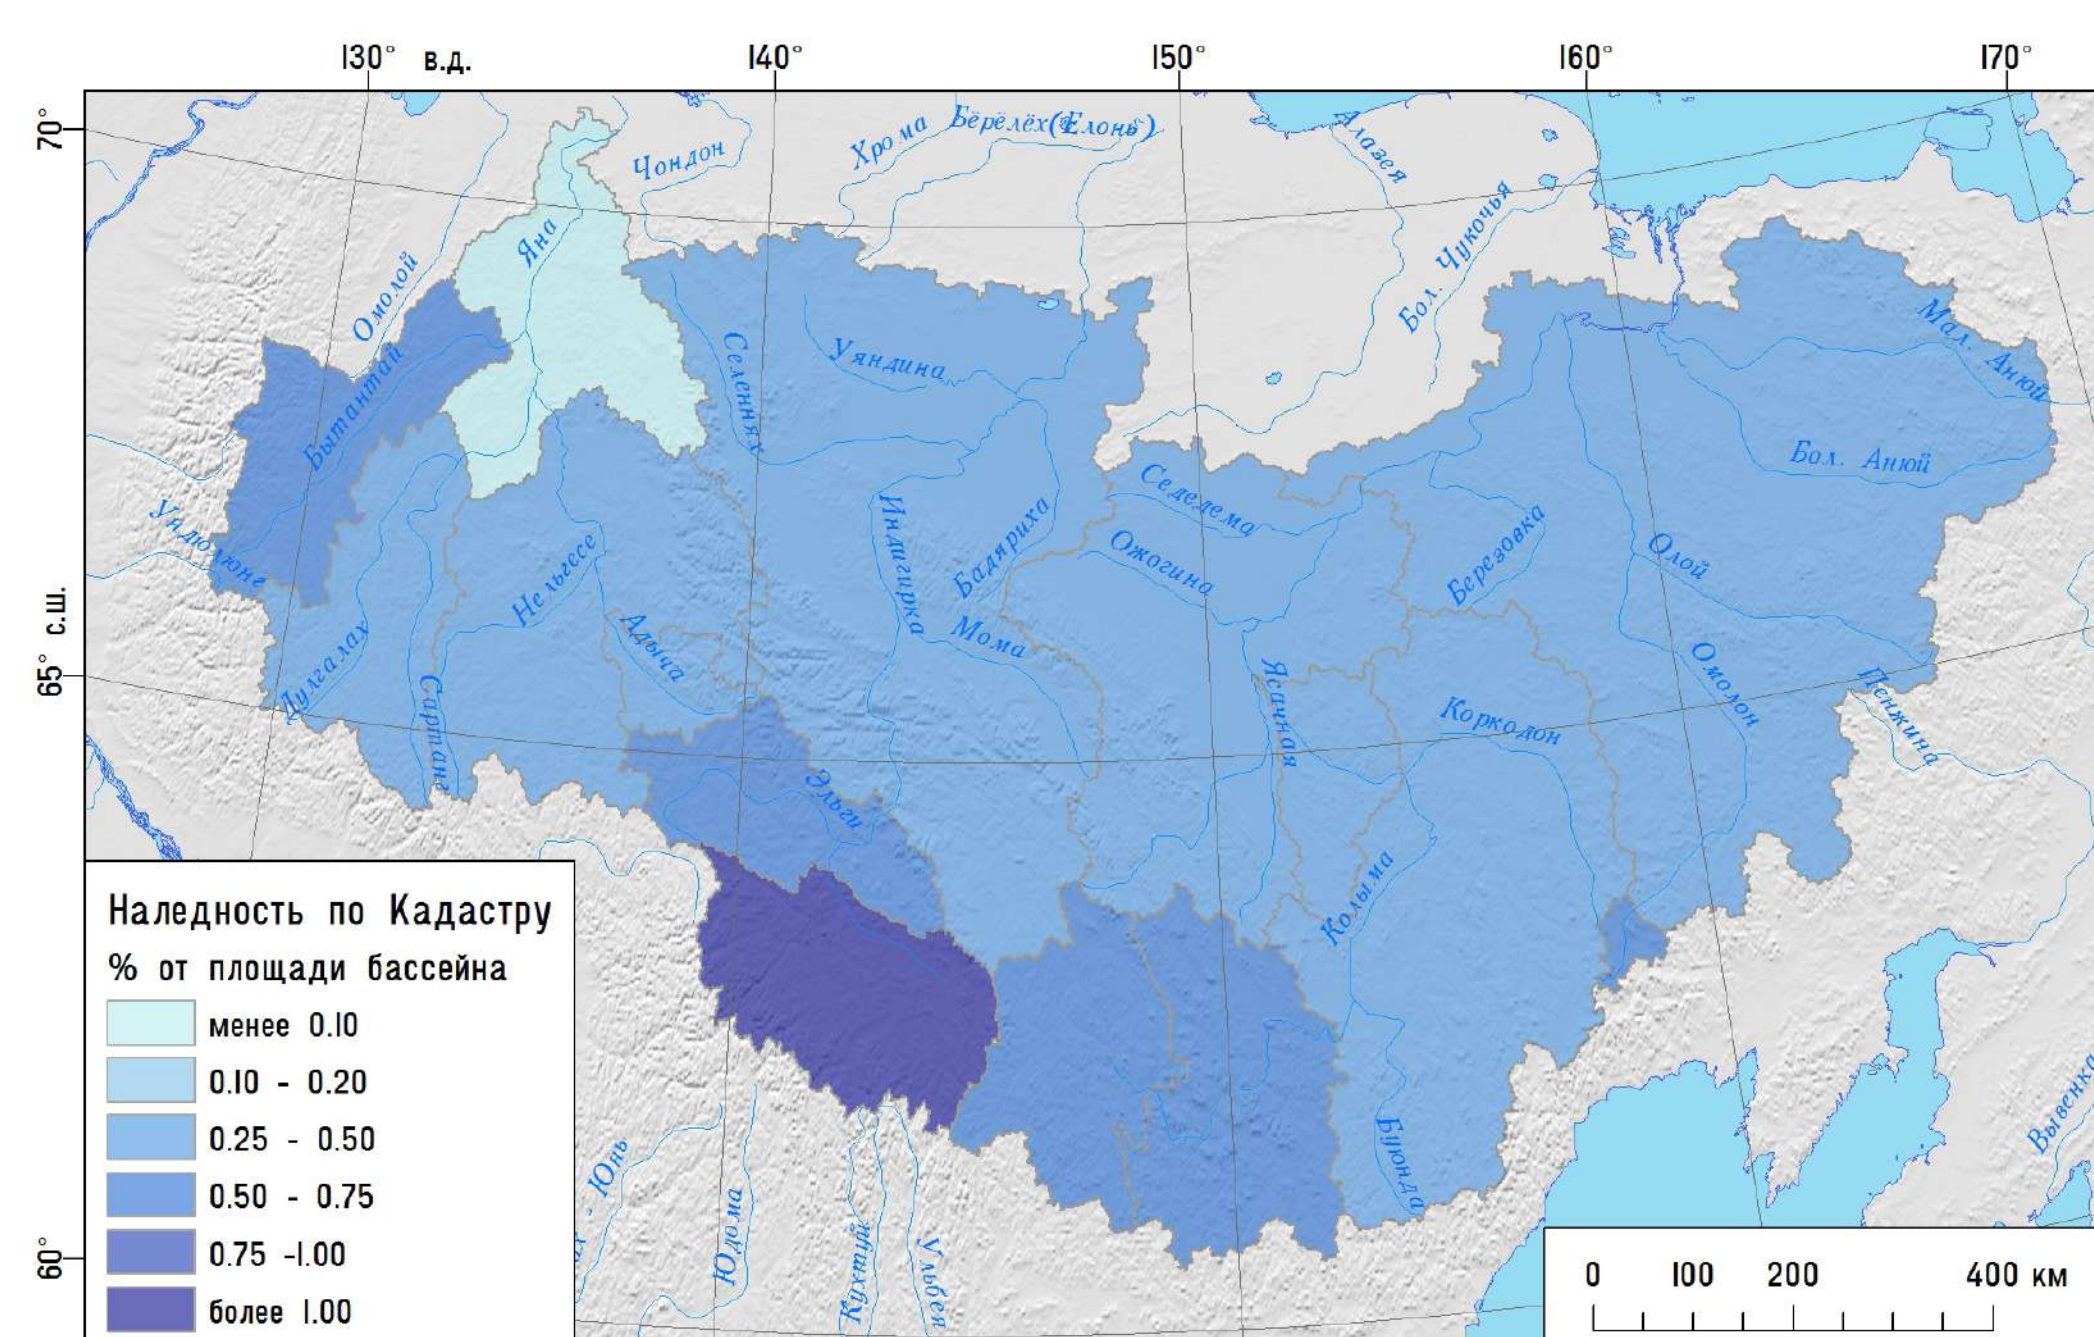 130° в.д.
140°
150°
160°
170°
70°
65°
с.ш.
60°
Чондон
Хрома
Бёрёлёх(Елонь)
Алазея
Бол. Чукочья
Яна
Омолой
Бытантай
Ундюлюнг
Дулгалах
Сартанг
Нельгесе
Адыча
Селеннях
Уяндина
Индигирка
Бадяриха
Мома
Эльги
Седедема
Ожогина
Ясачная
Березовка
Коркодон
Колыма
Буюнда
Мал. Анюй
Бол. Анюй
Олой
Омолон
Пенжина
Вывенка
Юнь
Юдома
Кухтуй
Ульбея
Наледность по Кадастру
% от площади бассейна
менее 0.10
0.10 - 0.20
0.25 - 0.50
0.50 - 0.75
0.75 -1.00
более 1.00
0 100 200 400 км